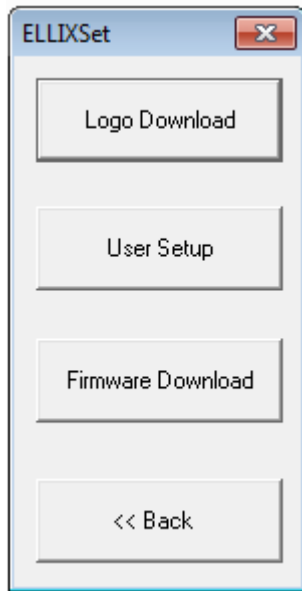 ELLIXSet
Logo Download
User Setup
Firmware Download
<< Back